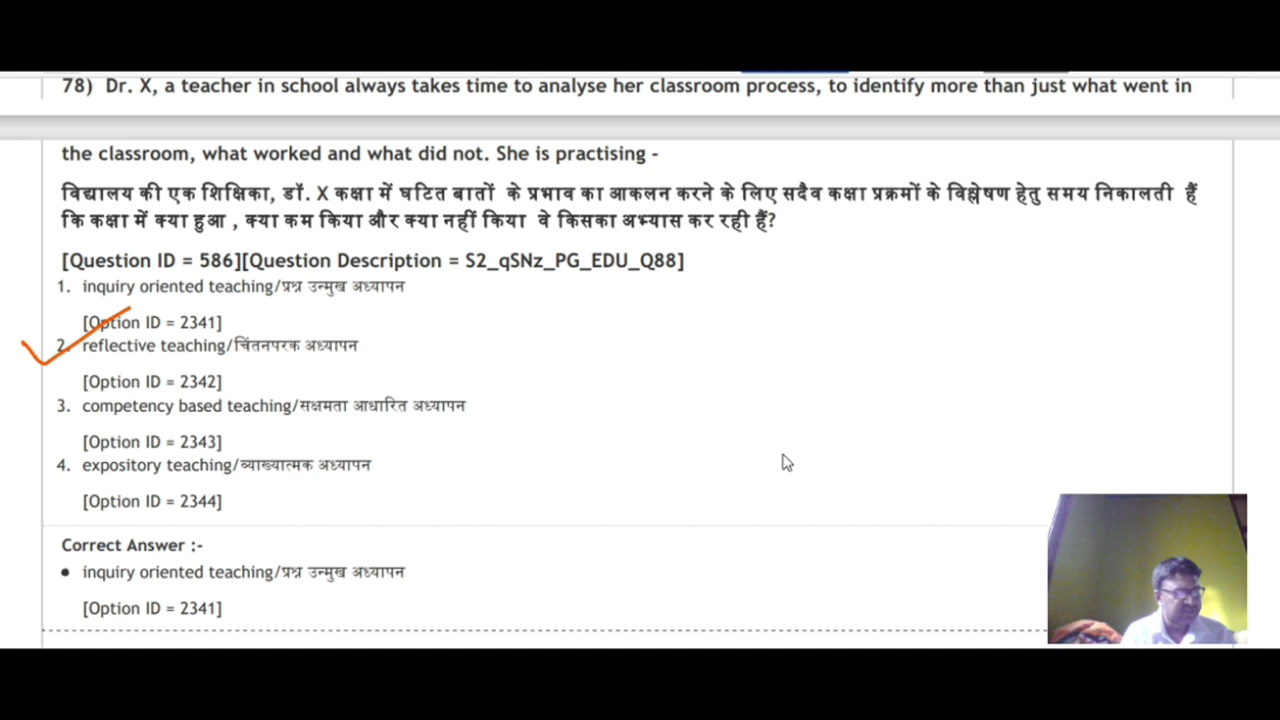 78) Dr. X, a teacher in school always takes time to analyse her classroom process, to identify more than just what went in
the classroom, what worked and what did not. She is practising -
विद्यालय की एक शिक्षिका, डॉ. X कक्षा में घटित बातों के प्रभाव का आकलन करने के लिए सदैव कक्षा प्रक्रमों के विश्लेषण हेतु समय निकालती हैं
कि कक्षा में क्या हुआ , क्या कम किया और क्या नहीं किया वे किसका अभ्यास कर रही हैं?
[Question ID = 586][Question Description = S2_qSNz_PG_EDU_Q88]
1. inquiry oriented teaching/प्रश्न उन्मुख अध्यापन
[Option ID = 2341]
2. reflective teaching/चिंतनपरक अध्यापन
[Option ID = 2342]
3. competency based teaching/सक्षमता आधारित अध्यापन
[Option ID = 2343]
4. expository teaching/व्याख्यात्मक अध्यापन
[Option ID = 2344]
Correct Answer :-
• inquiry oriented teaching/प्रश्न उन्मुख अध्यापन
[Option ID = 2341]